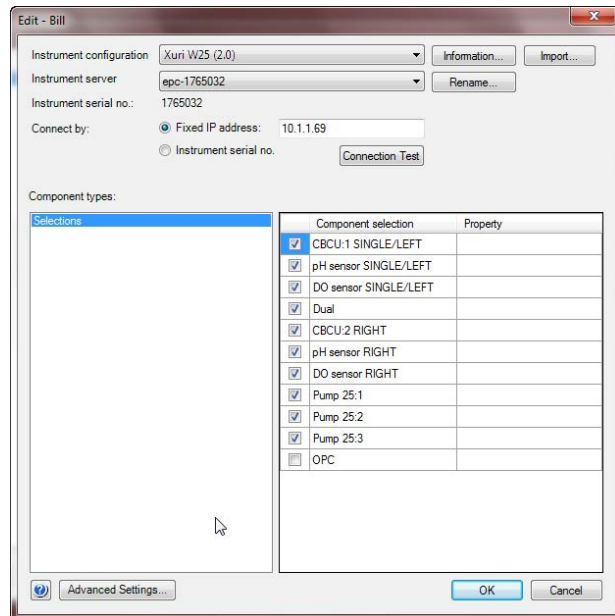 Edit - Bill
Instrument configuration Xuri W25 (2.0) Information... Import...
Instrument server epc-1765032 Rename...
Instrument serial no.: 1765032
Connect by: Fixed IP address: 10.1.1.69
Instrument serial no. Connection Test
Component types:
Selections
Component selection Property
CBCU:1 SINGLE/LEFT
pH sensor SINGLE/LEFT
DO sensor SINGLE/LEFT
Dual
CBCU:2 RIGHT
pH sensor RIGHT
DO sensor RIGHT
Pump 25:1
Pump 25:2
Pump 25:3
OPC
? Advanced Settings... OK Cancel